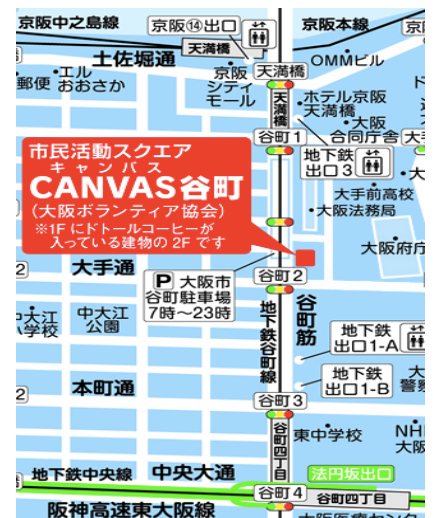 京阪中之島線
京阪⑭出口
京阪本線
天満橋
土佐堀通
OMMビル
郵便
エル
おおさか
京阪
シティ
モール
天満橋
天満橋
ホテル京阪
天満橋
大阪
合同庁舎
谷町1
地下鉄
出口3
市民活動スクエア
キャンバス
CANVAS谷町
(大阪ボランティア協会)
※1Fにドトールコーヒーが
入っている建物の2Fです
大手前高校
大阪法務局
大阪府庁
大手通
P 大阪市
谷町駐車場
7時〜23時
谷町2
中大江
小学校
中大江
公園
地下鉄谷町線
谷町筋
地下鉄
出口1-A
地下鉄
出口1-B
本町通
谷町3
谷町四丁目
東中学校
NH
大阪
地下鉄中央線
中央大通
法円坂出口
谷町4
谷町四丁目
阪神高速東大阪線